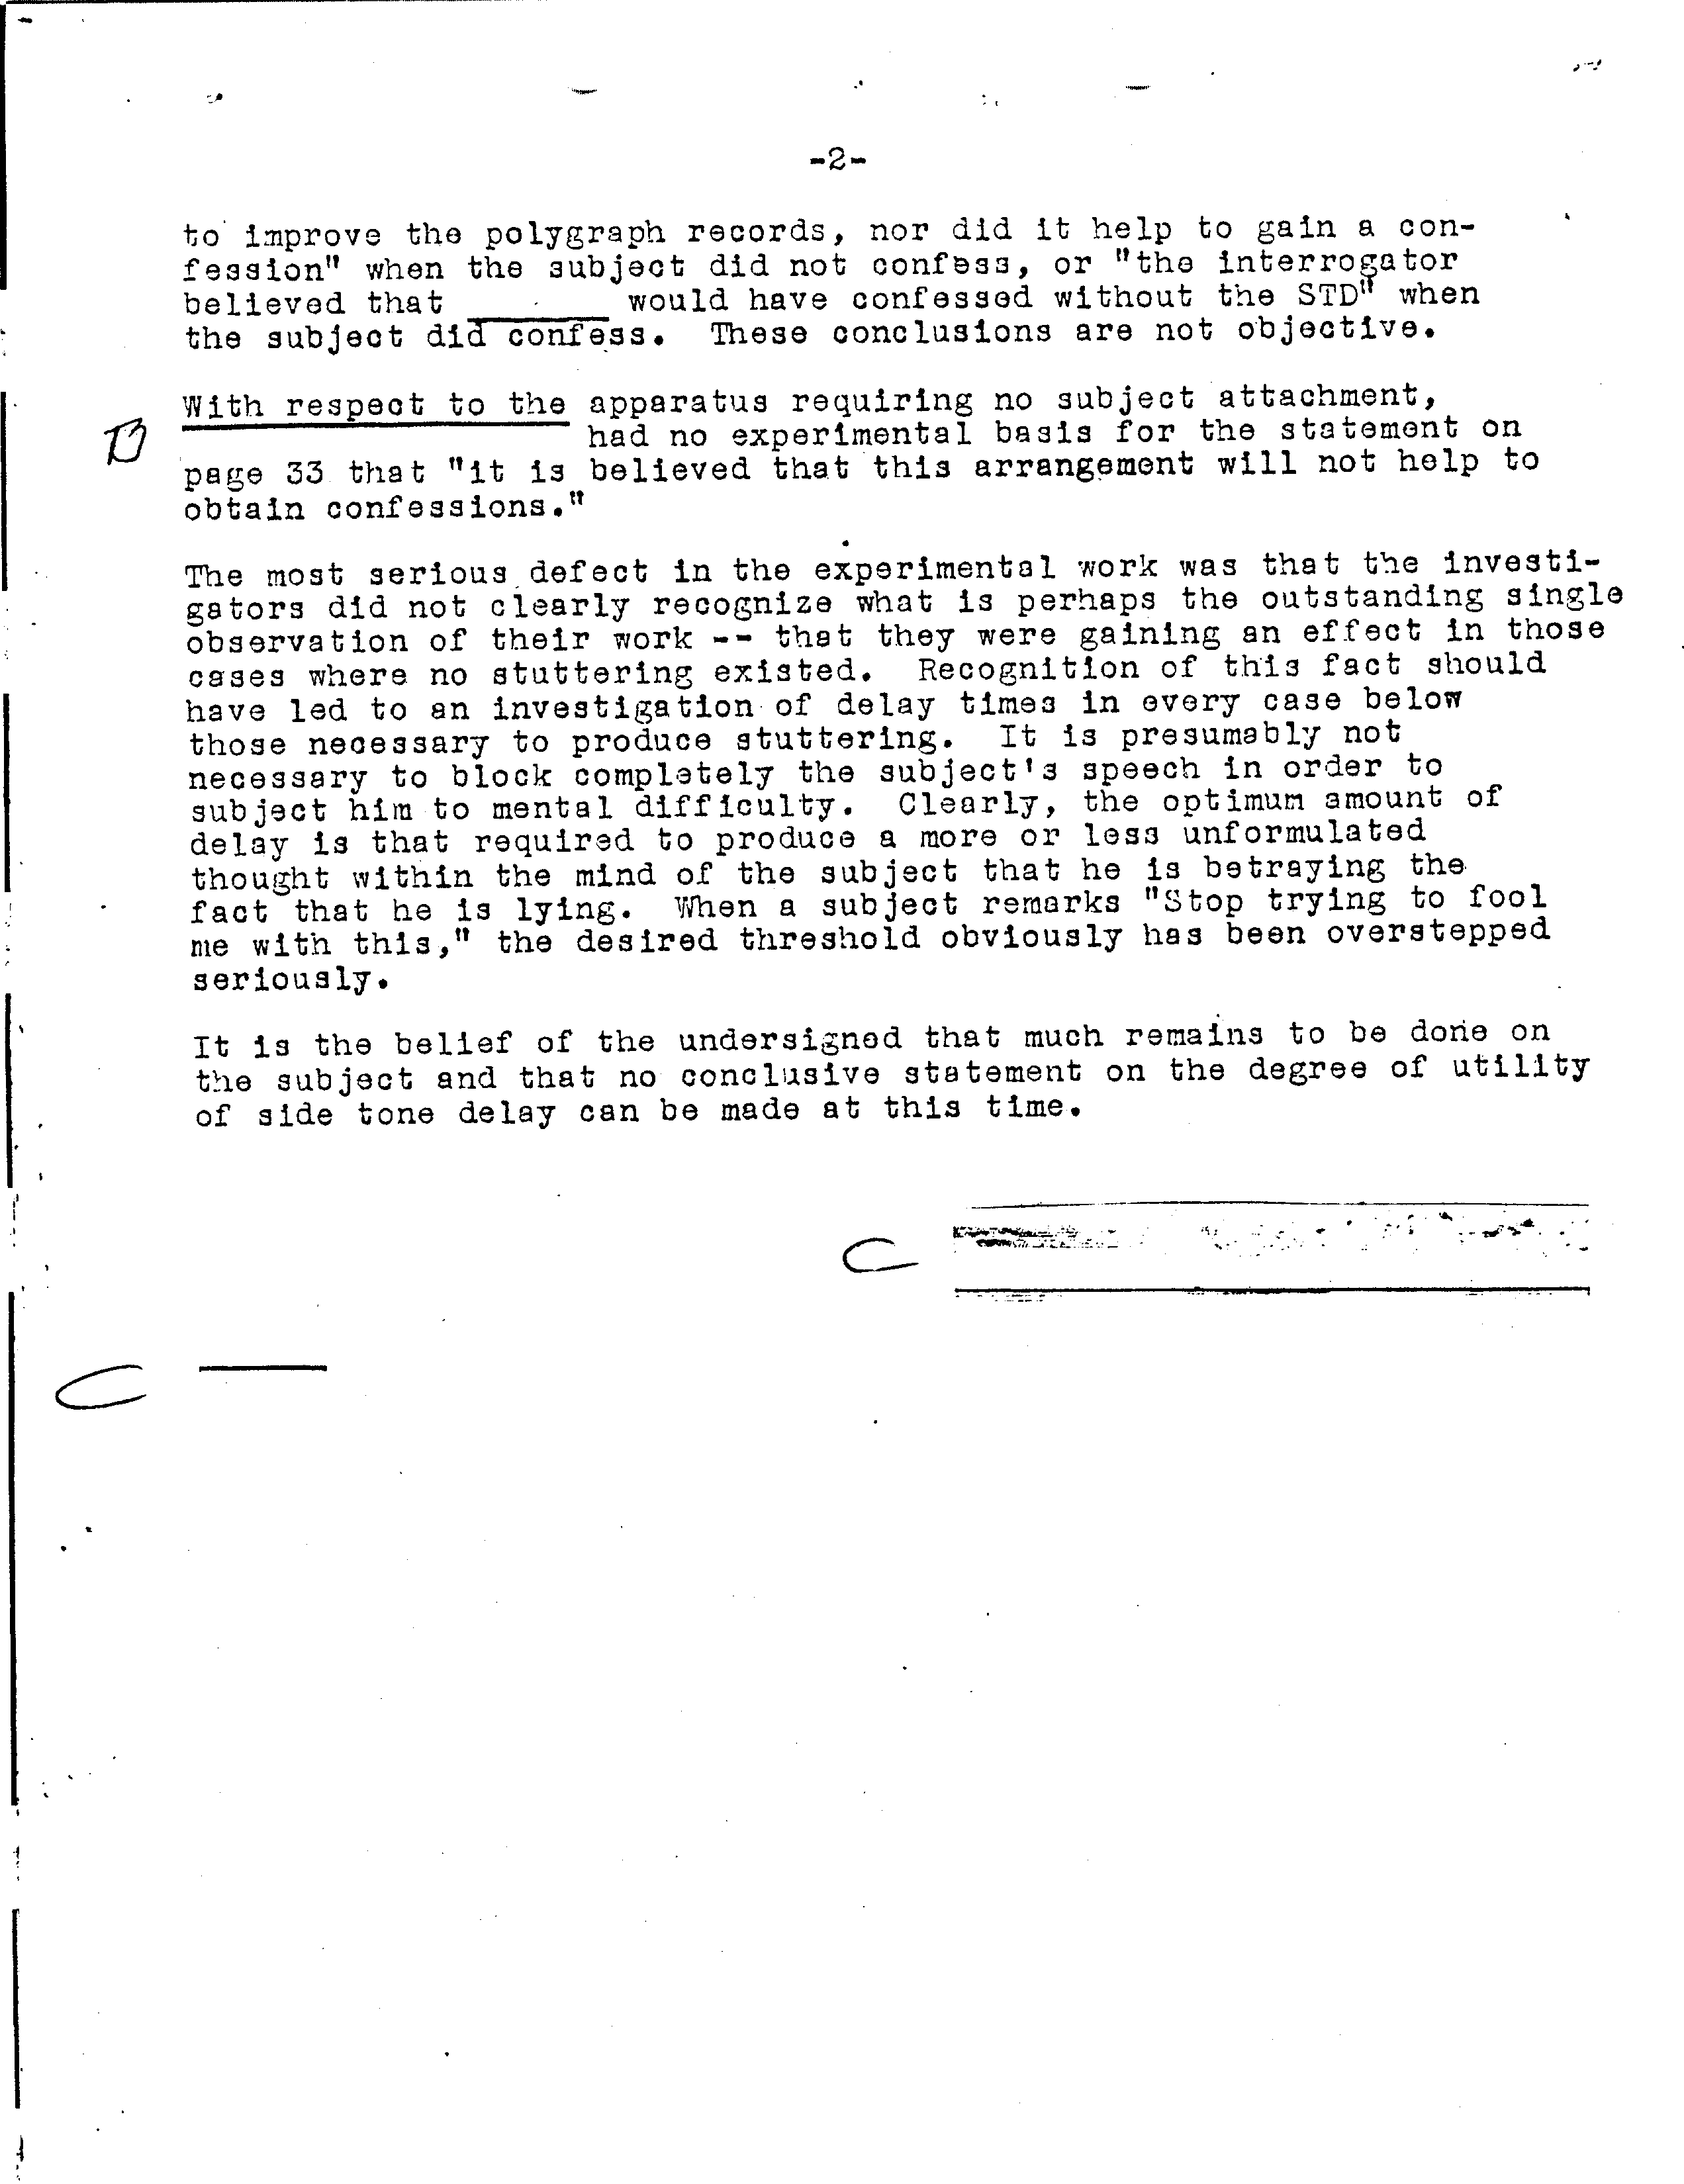 -2-
to improve the polygraph records, nor did it help to gain a con-
fession" when the subject did not confess, or "the interrogator
believed that would have confessed without the STD" when
the subject did confess. These conclusions are not objective.
With respect to the apparatus requiring no subject attachment,
B had no experimental basis for the statement on
page 33 that "it is believed that this arrangement will not help to
obtain confessions."
The most serious defect in the experimental work was that the investi-
gators did not clearly recognize what is perhaps the outstanding single
observation of their work -- that they were gaining an effect in those
cases where no stuttering existed. Recognition of this fact should
have led to an investigation of delay times in every case below
those necessary to produce stuttering. It is presumably not
necessary to block completely the subject's speech in order to
subject him to mental difficulty. Clearly, the optimum amount of
delay is that required to produce a more or less unformulated
thought within the mind of the subject that he is betraying the
fact that he is lying. When a subject remarks "Stop trying to fool
me with this," the desired threshold obviously has been overstepped
seriously.
It is the belief of the undersigned that much remains to be done on
the subject and that no conclusive statement on the degree of utility
of side tone delay can be made at this time.
C
C